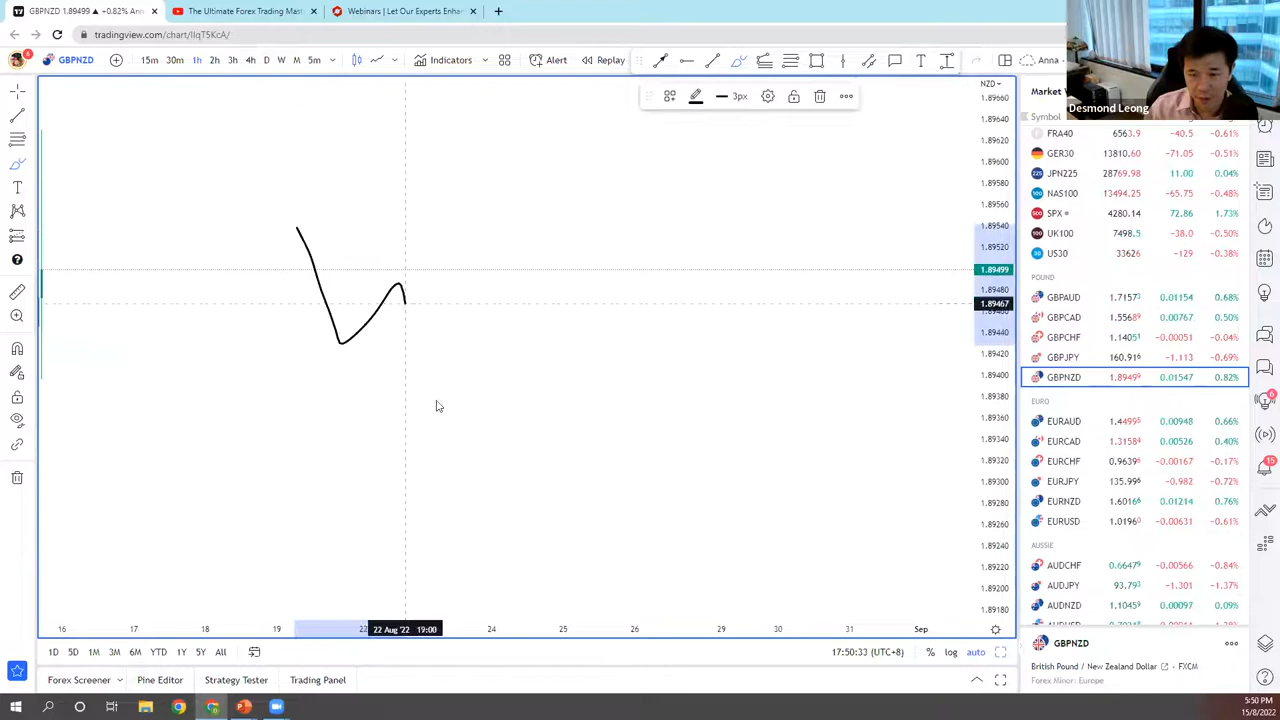 GBPNZD 1.89499 ▲ +0.82% Ann
The Ultimate Forex Trading Mas
Webinars | Let Our Experts Enhan
tradingview.com/chart/IIqT5KcA/
GBPNZD 15m 30m 1h 2h 3h 4h D W M 5m Indicators Alert Replay Anna
3px
Desmond Leong
NZD
1.89660
1.89640
1.89620
1.89600
1.89580
1.89560
1.89540
1.89520
1.89499
1.89480
1.89467
1.89440
1.89420
1.89400
1.89380
1.89360
1.89340
1.89320
1.89300
1.89280
1.89260
1.89240
1.89220
1.89200
1.89180
Market
Symbol
FRA40 6563.9 −40.5 −0.61%
GER30 13810.60 −71.05 −0.51%
JPN225 28769.98 11.00 0.04%
NAS100 13494.25 −65.75 −0.48%
SPX 4280.14 72.86 1.73%
UK100 7498.5 −38.0 −0.50%
US30 33626 −129 −0.38%
POUND
GBPAUD 1.71573 0.01154 0.68%
GBPCAD 1.55689 0.00767 0.50%
GBPCHF 1.14051 −0.00051 −0.04%
GBPJPY 160.916 −1.113 −0.69%
GBPNZD 1.89499 0.01547 0.82%
EURO
EURAUD 1.44995 0.00948 0.66%
EURCAD 1.31584 0.00526 0.40%
EURCHF 0.96396 −0.00167 −0.17%
EURJPY 135.996 −0.982 −0.72%
EURNZD 1.60166 0.01214 0.76%
EURUSD 1.01960 −0.00631 −0.61%
AUSSIE
AUDCHF 0.66479 −0.00566 −0.84%
AUDJPY 93.793 −1.301 −1.37%
AUDNZD 1.10459 0.00097 0.09%
GBPNZD
British Pound / New Zealand Dollar • FXCM
Forex Minor: Europe
16 17 18 19 22 22 Aug '22 19:00 24 25 26 29 30 31 Sep
1D 5D 1M 3M 6M YTD 1Y 5Y All 17:50:33 (UTC+8) % log auto
Forex Screener Pine Editor Strategy Tester Trading Panel
5:50 PM
15/8/2022